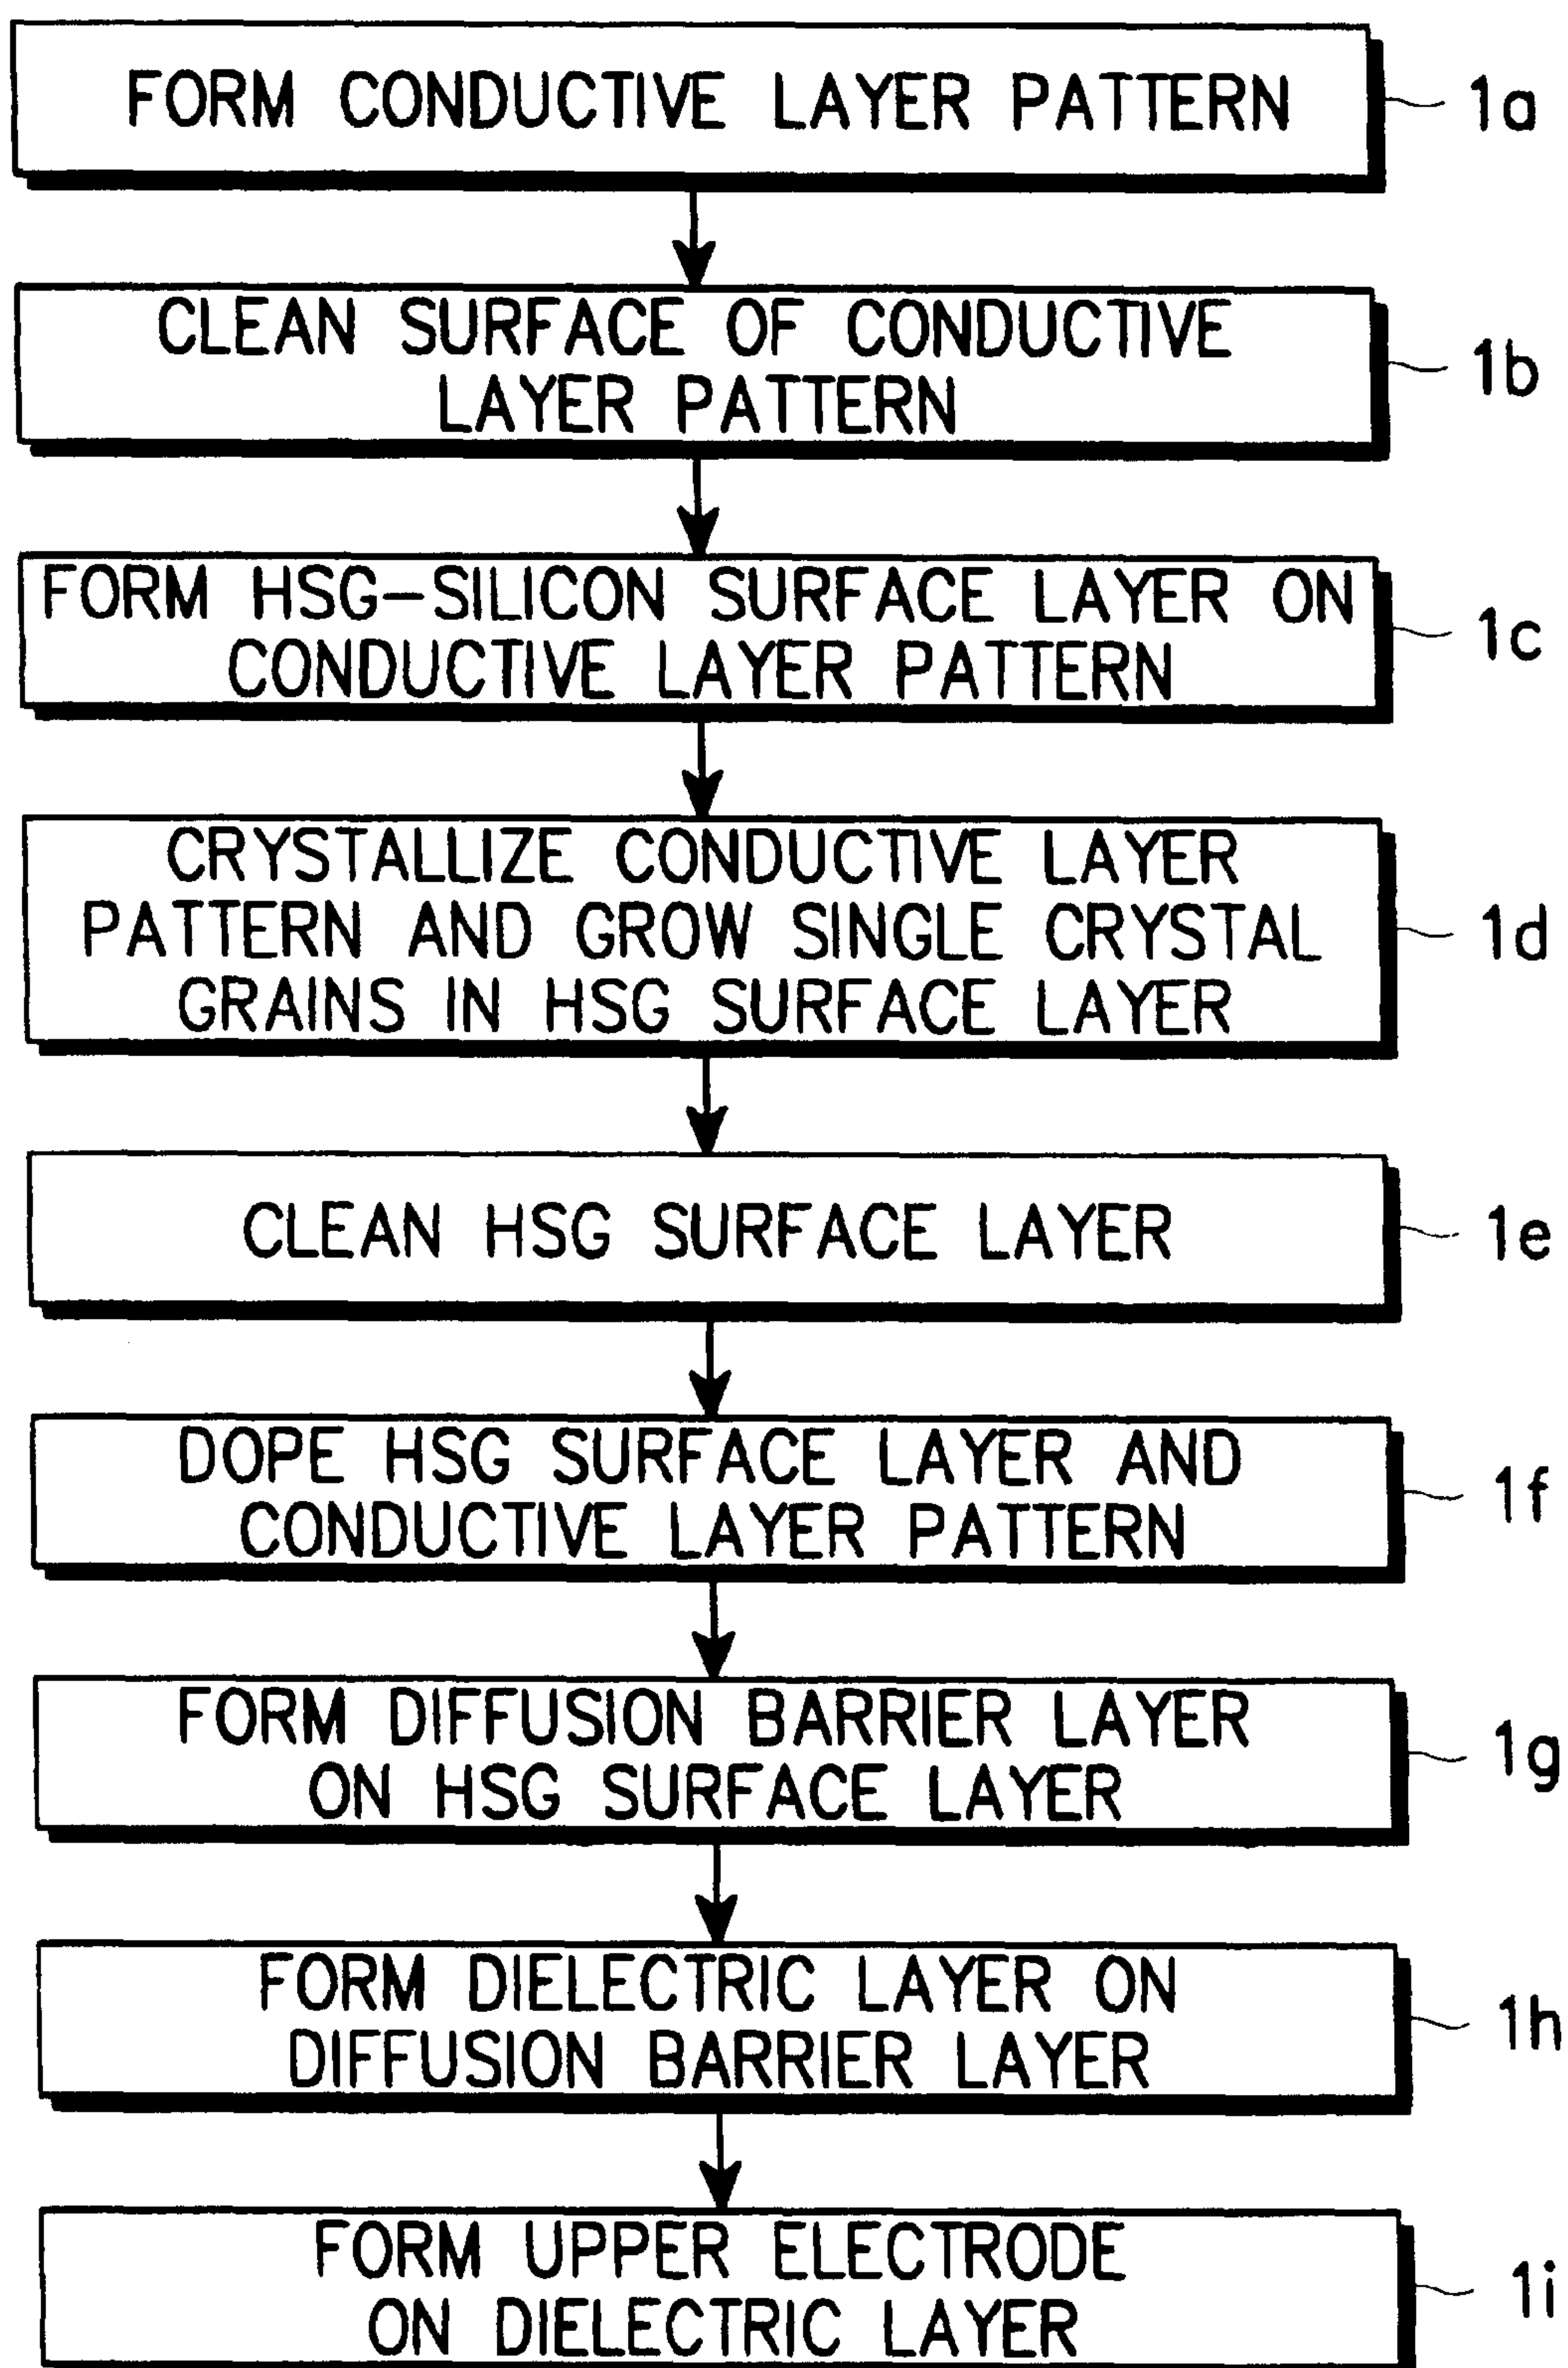 FORM CONDUCTIVE LAYER PATTERN
1a
CLEAN SURFACE OF CONDUCTIVE
LAYER PATTERN
1b
FORM HSG-SILICON SURFACE LAYER ON
CONDUCTIVE LAYER PATTERN
1c
CRYSTALLIZE CONDUCTIVE LAYER
PATTERN AND GROW SINGLE CRYSTAL
GRAINS IN HSG SURFACE LAYER
1d
CLEAN HSG SURFACE LAYER
1e
DOPE HSG SURFACE LAYER AND
CONDUCTIVE LAYER PATTERN
1f
FORM DIFFUSION BARRIER LAYER
ON HSG SURFACE LAYER
1g
FORM DIELECTRIC LAYER ON
DIFFUSION BARRIER LAYER
1h
FORM UPPER ELECTRODE
ON DIELECTRIC LAYER
1i